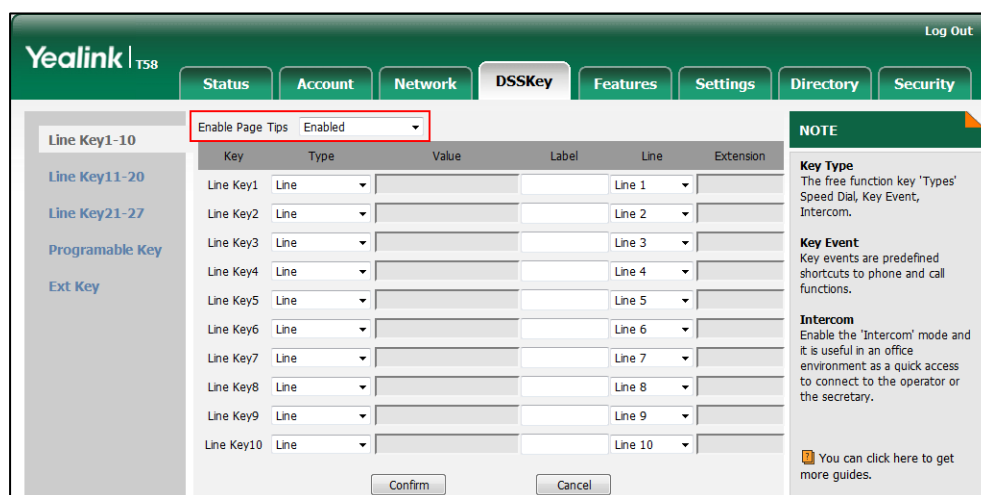 Log Out
Yealink T58
Status Account Network DSSKey Features Settings Directory Security
Line Key1-10
Line Key11-20
Line Key21-27
Programable Key
Ext Key
Enable Page Tips Enabled
Key Type Value Label Line Extension
Line Key1 Line Line 1
Line Key2 Line Line 2
Line Key3 Line Line 3
Line Key4 Line Line 4
Line Key5 Line Line 5
Line Key6 Line Line 6
Line Key7 Line Line 7
Line Key8 Line Line 8
Line Key9 Line Line 9
Line Key10 Line Line 10
Confirm Cancel
NOTE
Key Type
The free function key 'Types'
Speed Dial, Key Event,
Intercom.
Key Event
Key events are predefined
shortcuts to phone and call
functions.
Intercom
Enable the 'Intercom' mode and
it is useful in an office
environment as a quick access
to connect to the operator or
the secretary.
? You can click here to get
more guides.